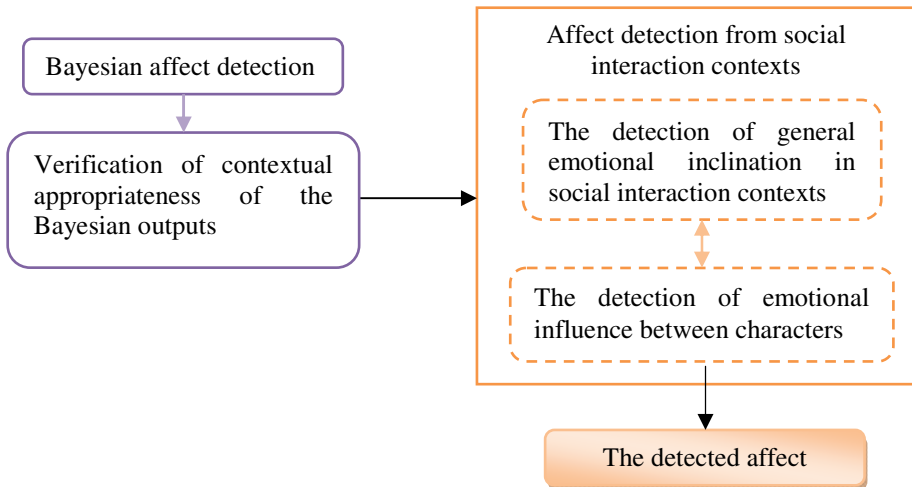 Bayesian affect detection
Verification of contextual
appropriateness of the
Bayesian outputs
Affect detection from social
interaction contexts
The detection of general
emotional inclination in
social interaction contexts
The detection of emotional
influence between characters
The detected affect